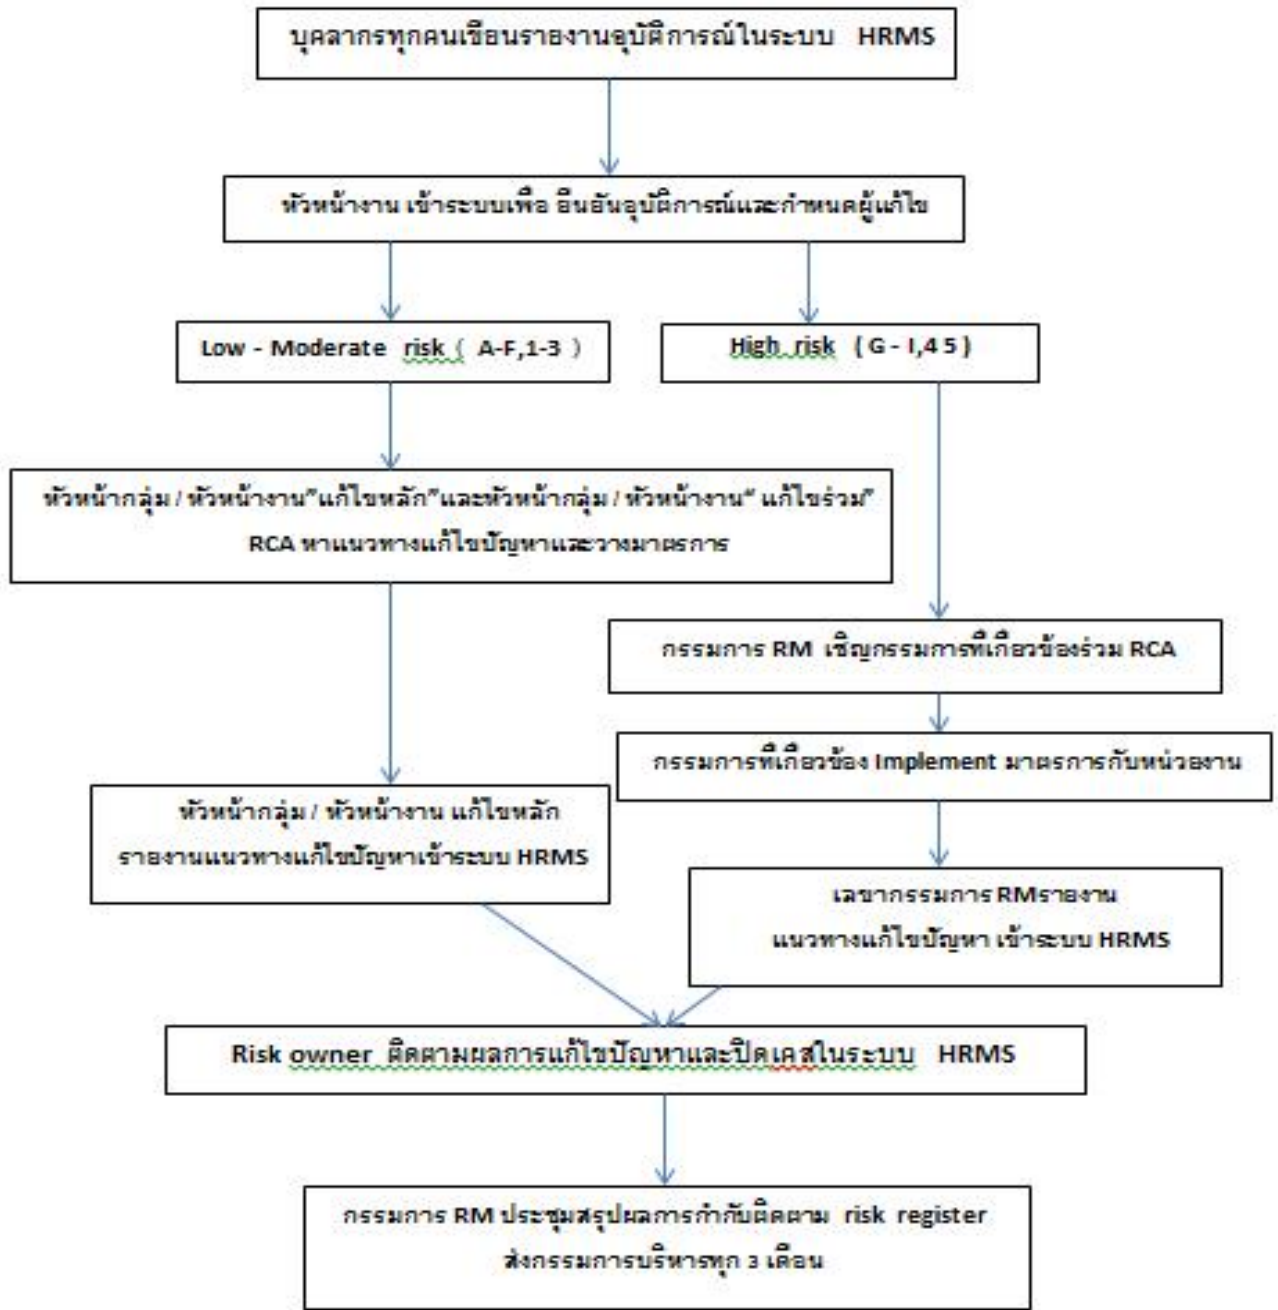 บุคลากรทุกคนเขียนรายงานอุบัติการณ์ในระบบ HRMS
หัวหน้างาน เข้าระบบเพื่อ ยืนยันอุบัติการณ์และกำหนดผู้แก้ไข
Low - Moderate risk ( A-F,1-3 )
High risk ( G - I,4 5 )
หัวหน้ากลุ่ม / หัวหน้างาน"แก้ไขหลัก"และหัวหน้ากลุ่ม / หัวหน้างาน" แก้ไขร่วม"
RCA หาแนวทางแก้ไขปัญหาและวางมาตรการ
กรรมการ RM เชิญกรรมการที่เกี่ยวข้องร่วม RCA
กรรมการที่เกี่ยวข้อง Implement มาตรการกับหน่วยงาน
หัวหน้ากลุ่ม / หัวหน้างาน แก้ไขหลัก
รายงานแนวทางแก้ไขปัญหาเข้าระบบ HRMS
เลขากรรมการ RMรายงาน
แนวทางแก้ไขปัญหา เข้าระบบ HRMS
Risk owner ติดตามผลการแก้ไขปัญหาและปิดเคสในระบบ HRMS
กรรมการ RM ประชุมสรุปผลการกำกับติดตาม risk register
ส่งกรรมการบริหารทุก 3 เดือน